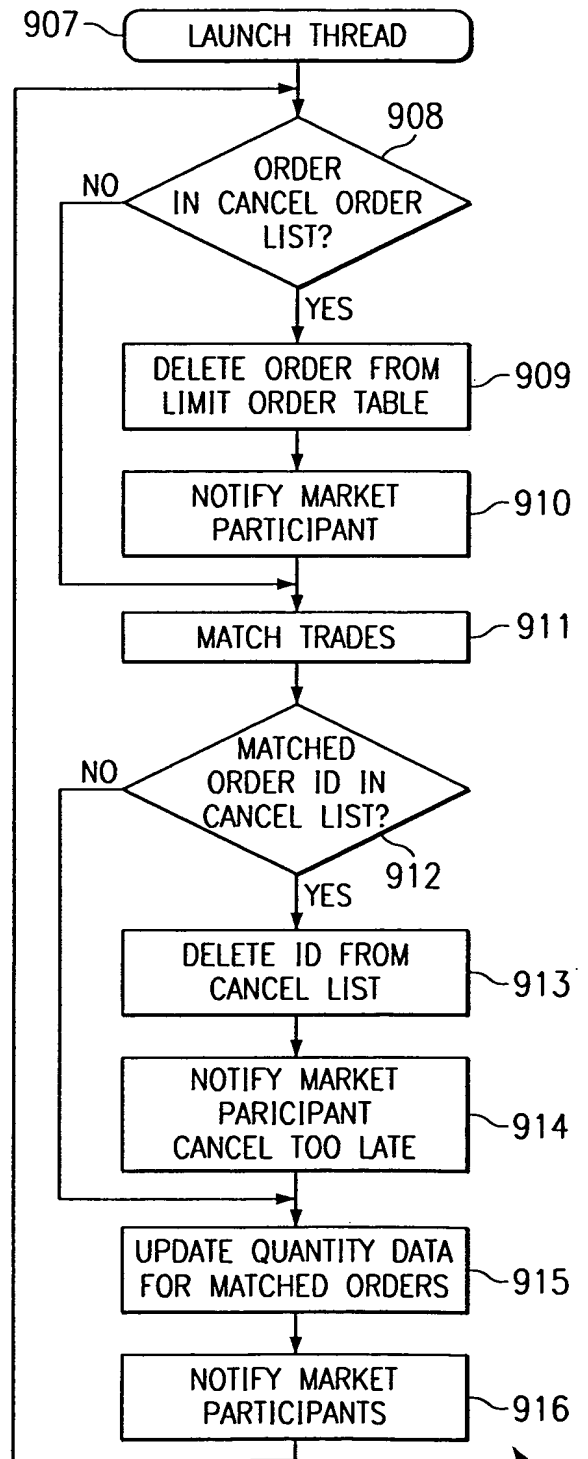 907
LAUNCH THREAD
908
ORDER
IN CANCEL ORDER
LIST?
NO
YES
DELETE ORDER FROM
LIMIT ORDER TABLE
909
NOTIFY MARKET
PARTICIPANT
910
MATCH TRADES
911
MATCHED
ORDER ID IN
CANCEL LIST?
NO
912
YES
DELETE ID FROM
CANCEL LIST
913
NOTIFY MARKET
PARICIPANT
CANCEL TOO LATE
914
UPDATE QUANTITY DATA
FOR MATCHED ORDERS
915
NOTIFY MARKET
PARTICIPANTS
916